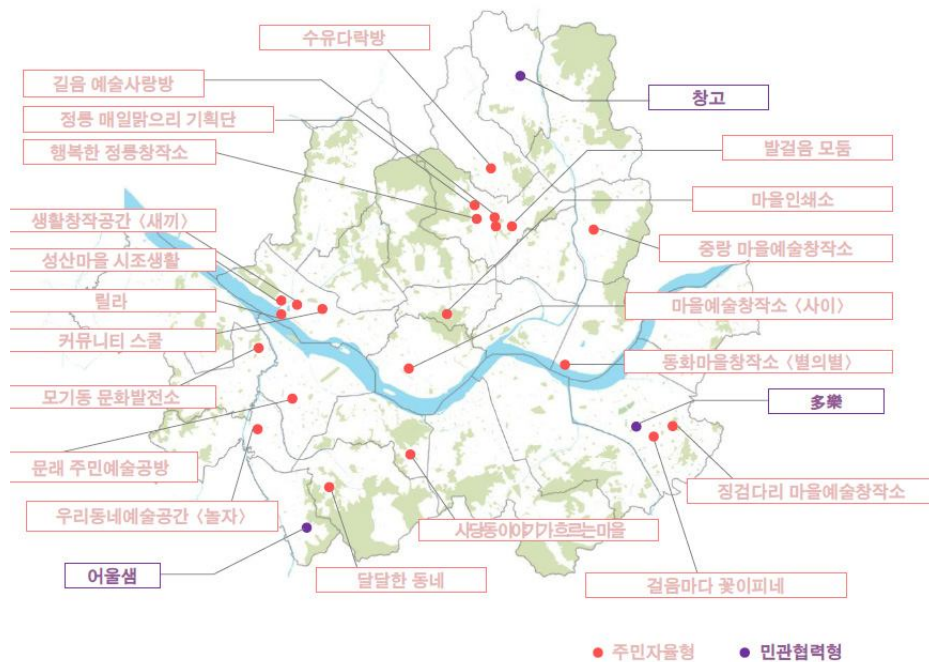 수유다락방
길음 예술사랑방
창고
정릉 매일맑으리 기획단
행복한 정릉창작소
발걸음 모둠
마을인쇄소
생활창작공간 <새끼>
중랑 마을예술창작소
성산마을 시조생활
릴라
마을예술창작소 <사이>
커뮤니티 스쿨
동화마을창작소 <별의별>
모기동 문화발전소
多樂
문래 주민예술공방
징검다리 마을예술창작소
우리동네예술공간 <놀자>
사당동이야기가흐르는마을
어울샘
달달한 동네
걸음마다 꽃이피네
주민자율형
민관협력형